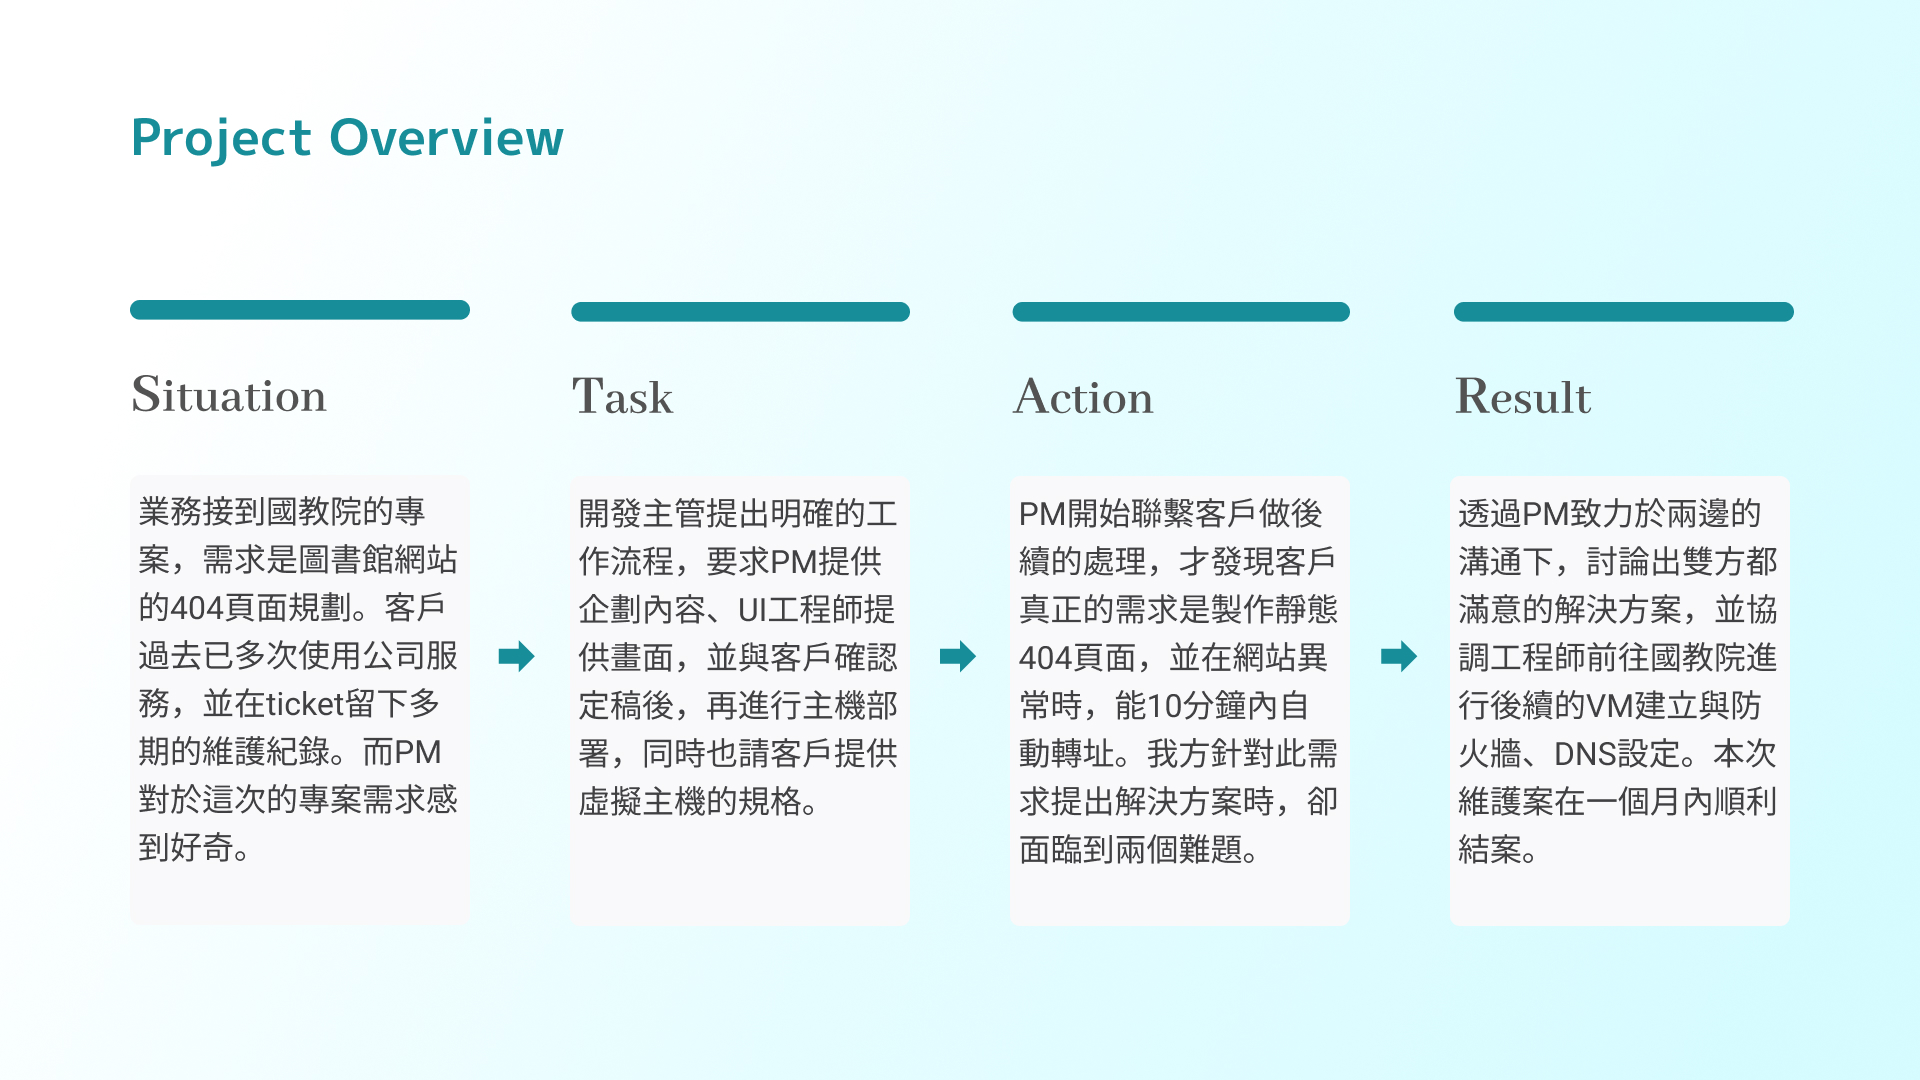 Project Overview
Situation
業務接到國教院的專
案，需求是圖書館網站
的404頁面規劃。客戶
過去已多次使用公司服
務，並在ticket留下多
期的維護紀錄。而PM
對於這次的專案需求感
到好奇。
Task
開發主管提出明確的工
作流程，要求PM提供
企劃內容、UI工程師提
供畫面，並與客戶確認
定稿後，再進行主機部
署，同時也請客戶提供
虛擬主機的規格。
Action
PM開始聯繫客戶做後
續的處理，才發現客戶
真正的需求是製作靜態
404頁面，並在網站異
常時，能10分鐘內自
動轉址。我方針對此需
求提出解決方案時，卻
面臨到兩個難題。
Result
透過PM致力於兩邊的
溝通下，討論出雙方都
滿意的解決方案，並協
調工程師前往國教院進
行後續的VM建立與防
火牆、DNS設定。本次
維護案在一個月內順利
結案。